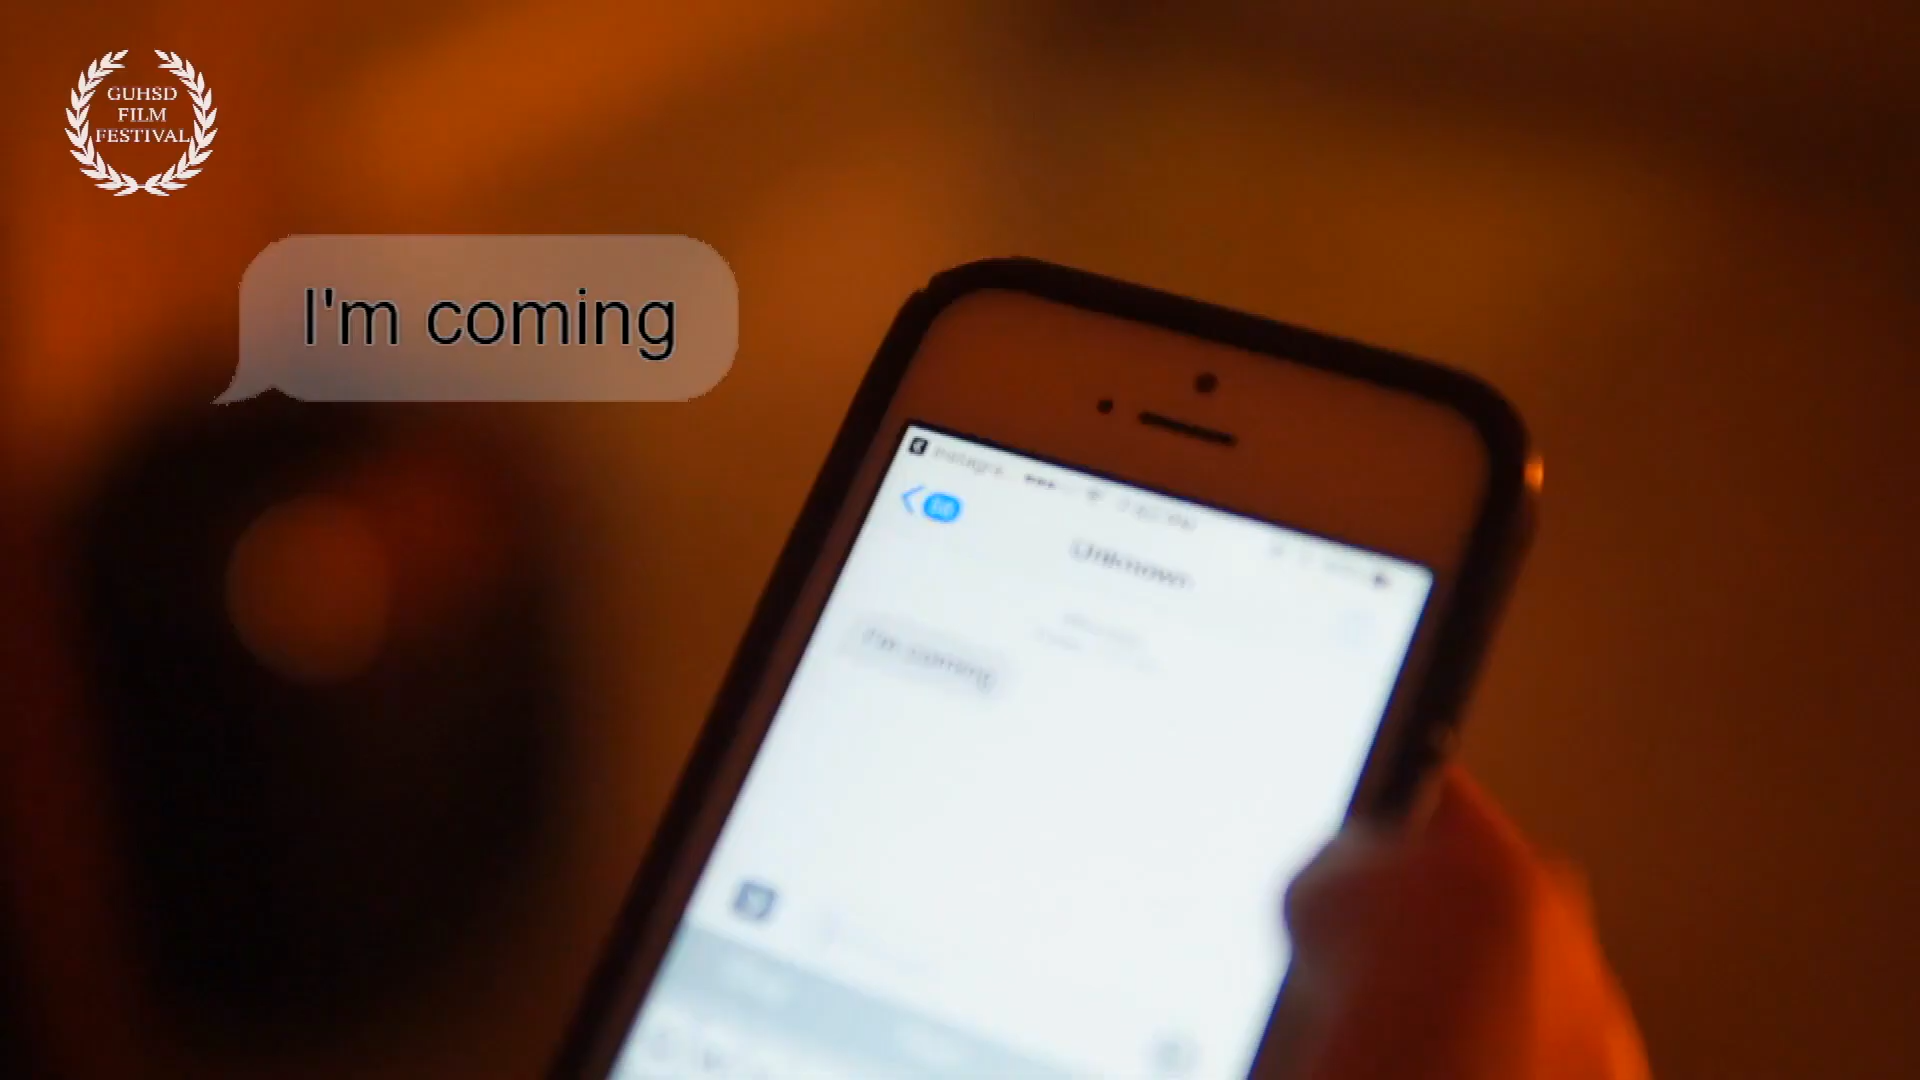 GUHSD
FILM
FESTIVAL
I'm coming
Unknown
I'm coming